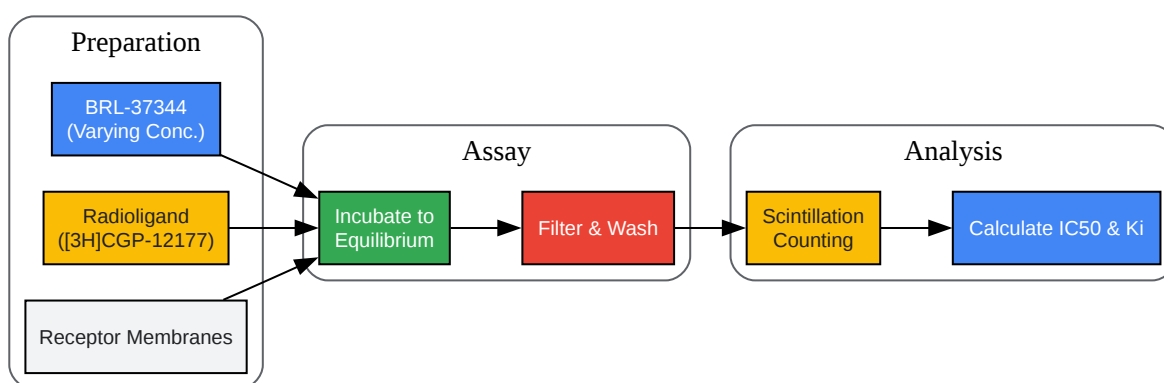 Preparation
BRL-37344
(Varying Conc.)
Radioligand
([3H]CGP-12177)
Receptor Membranes
Assay
Incubate to
Equilibrium
Filter & Wash
Analysis
Scintillation
Counting
Calculate IC50 & Ki